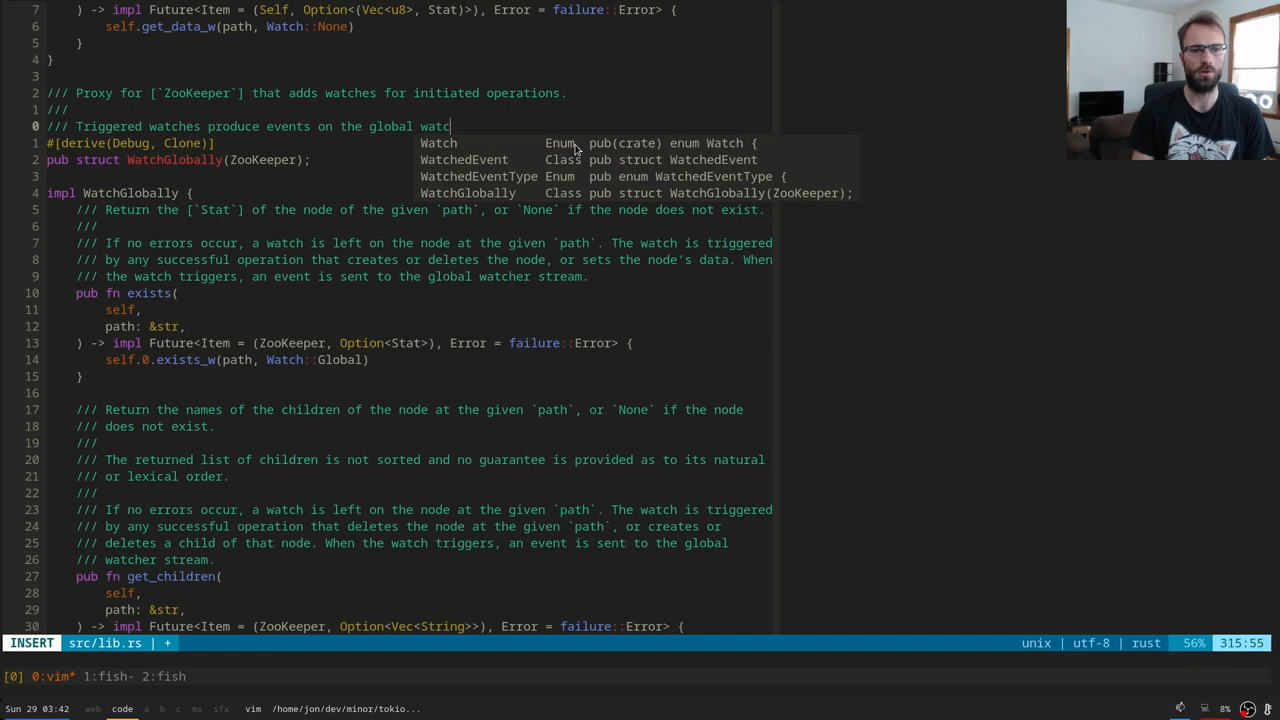 7     ) -> impl Future<Item = (Self, Option<(Vec<u8>, Stat)>), Error = failure::Error> {
6         self.get_data_w(path, Watch::None)
5     }
4 }
3
2 /// Proxy for [`ZooKeeper`] that adds watches for initiated operations.
1 ///
0 /// Triggered watches produce events on the global watc
1 #[derive(Debug, Clone)]
Watch Enum pub(crate) enum Watch {
2 pub struct WatchGlobally(ZooKeeper);
WatchedEvent Class pub struct WatchedEvent
3
WatchedEventType Enum pub enum WatchedEventType {
4 impl WatchGlobally {
WatchGlobally Class pub struct WatchGlobally(ZooKeeper);
5     /// Return the [`Stat`] of the node of the given `path`, or `None` if the node does not exist.
6     ///
7     /// If no errors occur, a watch is left on the node at the given `path`. The watch is triggered
8     /// by any successful operation that creates or deletes the node, or sets the node's data. When
9     /// the watch triggers, an event is sent to the global watcher stream.
10     pub fn exists(
11         self,
12         path: &str,
13     ) -> impl Future<Item = (ZooKeeper, Option<Stat>), Error = failure::Error> {
14         self.0.exists_w(path, Watch::Global)
15     }
16
17     /// Return the names of the children of the node at the given `path`, or `None` if the node
18     /// does not exist.
19     ///
20     /// The returned list of children is not sorted and no guarantee is provided as to its natural
21     /// or lexical order.
22     ///
23     /// If no errors occur, a watch is left on the node at the given `path`. The watch is triggered
24     /// by any successful operation that deletes the node at the given `path`, or creates or
25     /// deletes a child of that node. When the watch triggers, an event is sent to the global
26     /// watcher stream.
27     pub fn get_children(
28         self,
29         path: &str,
30     ) -> impl Future<Item = (ZooKeeper, Option<Vec<String>>), Error = failure::Error> {
INSERT src/lib.rs | + unix | utf-8 | rust 56% 315:55
[0] 0:vim* 1:fish- 2:fish
Sun 29 03:42 web code a b c mx sfx vim /home/jon/dev/minor/tokio... 8%